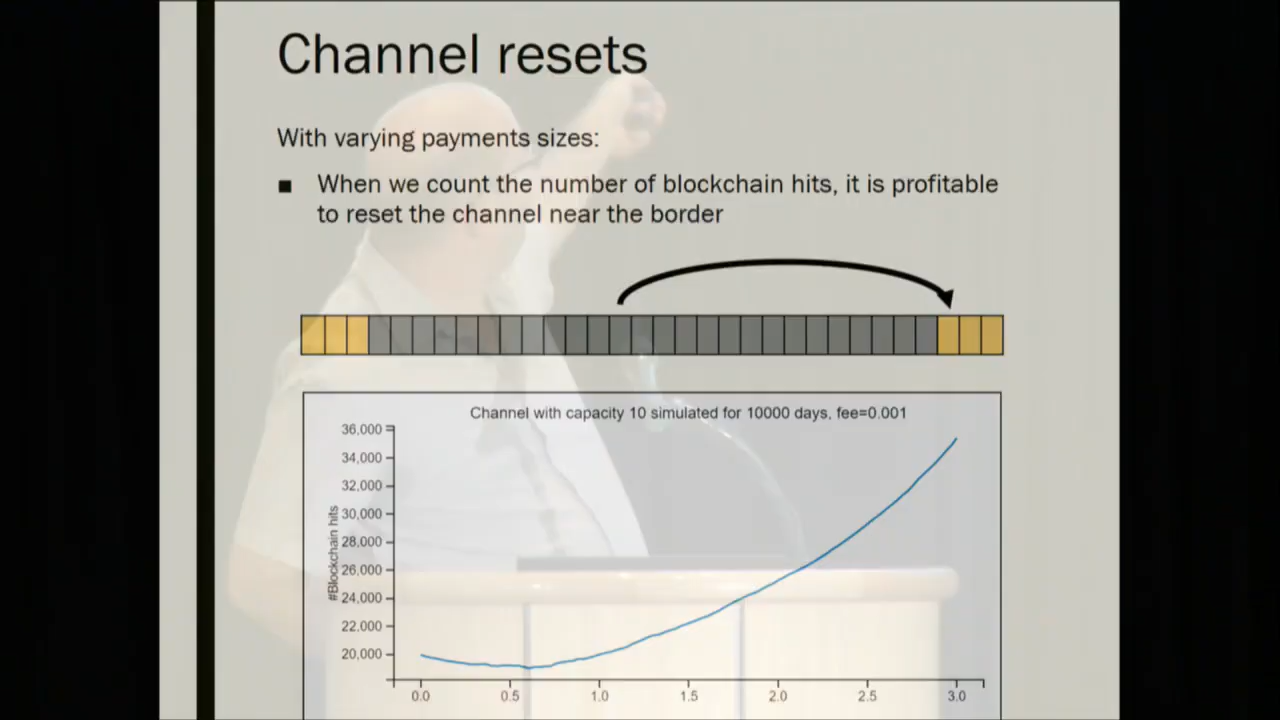 Channel resets
With varying payments sizes:
■ When we count the number of blockchain hits, it is profitable
to reset the channel near the border
Channel with capacity 10 simulated for 10000 days, fee=0.001
36,000
34,000
32,000
30,000
28,000
26,000
24,000
22,000
20,000
#Blockchain hits
0.0 0.5 1.0 1.5 2.0 2.5 3.0